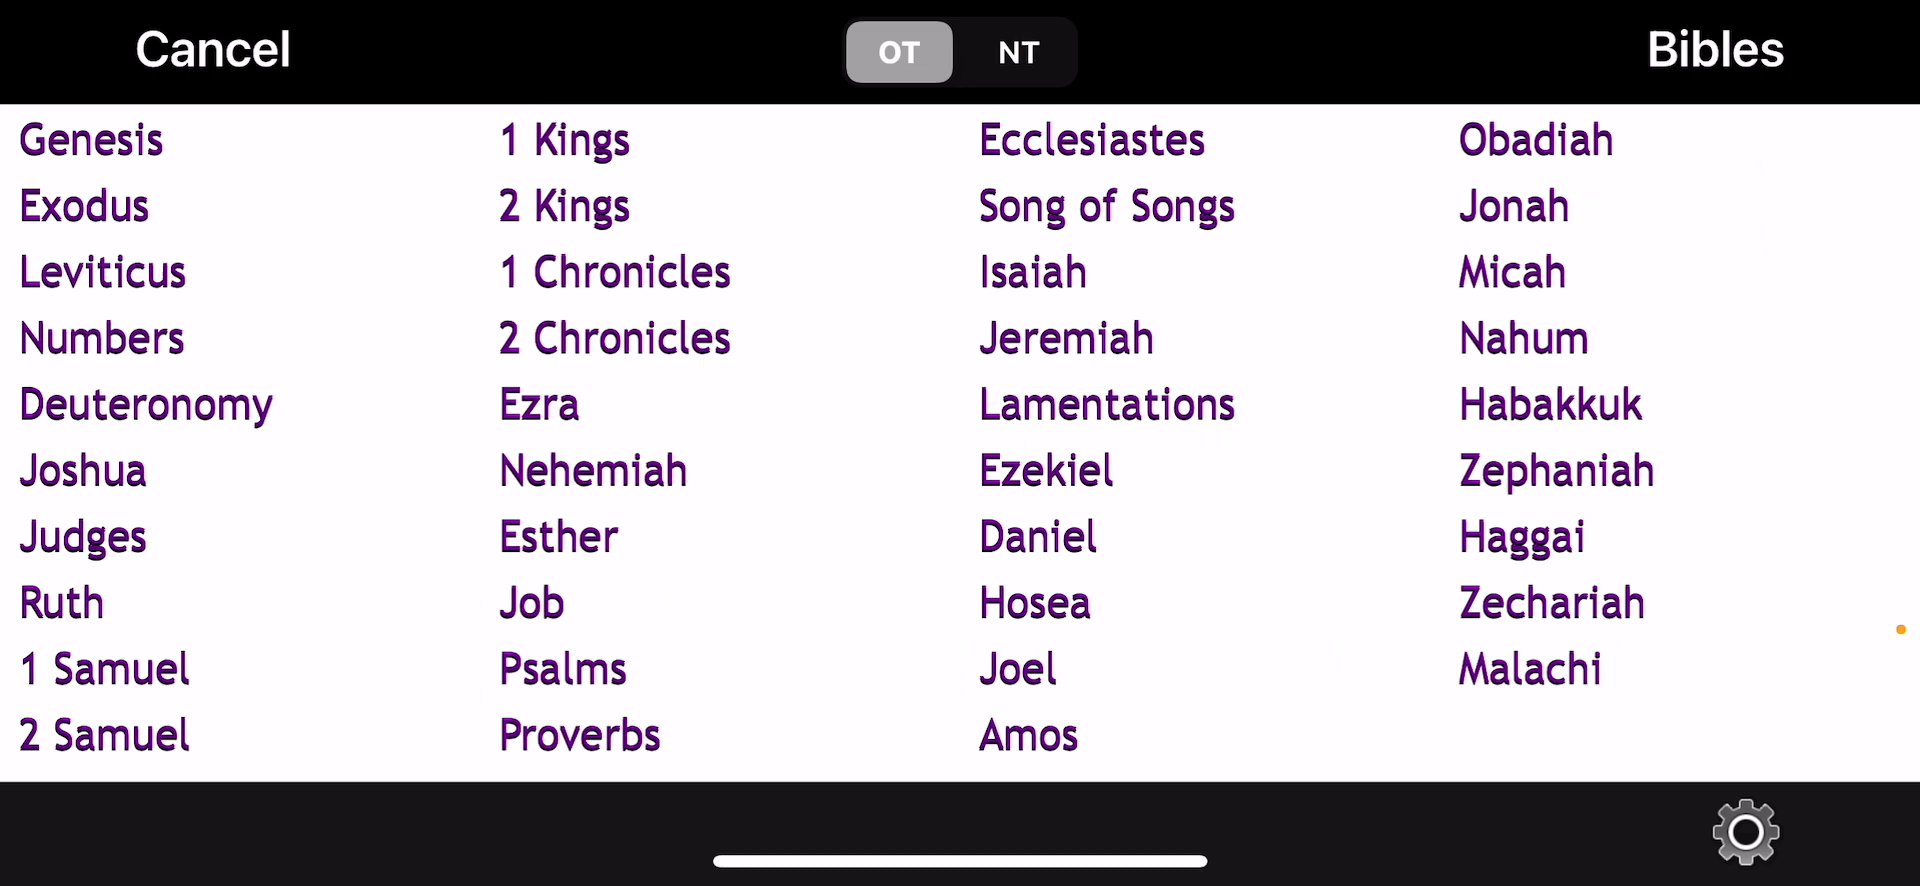 Cancel
OT
NT
Bibles
Genesis
Exodus
Leviticus
Numbers
Deuteronomy
Joshua
Judges
Ruth
1 Samuel
2 Samuel
1 Kings
2 Kings
1 Chronicles
2 Chronicles
Ezra
Nehemiah
Esther
Job
Psalms
Proverbs
Ecclesiastes
Song of Songs
Isaiah
Jeremiah
Lamentations
Ezekiel
Daniel
Hosea
Joel
Amos
Obadiah
Jonah
Micah
Nahum
Habakkuk
Zephaniah
Haggai
Zechariah
Malachi